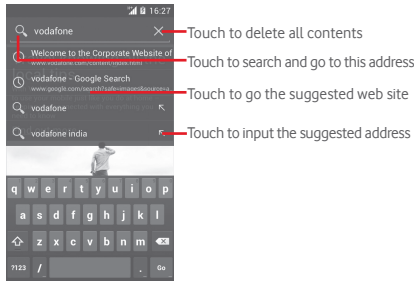 16:27
vodafone
Touch to delete all contents
Welcome to the Corporate Website of
www.vodafone.com/content/index.html
Touch to search and go to this address
vodafone - Google Search
www.google.com/search?safe=images&source=a
Touch to go the suggested web site
vodafone
vodafone india
Touch to input the suggested address
q w e r t y u i o p
a s d f g h j k l
z x c v b n m
?123 / . Go